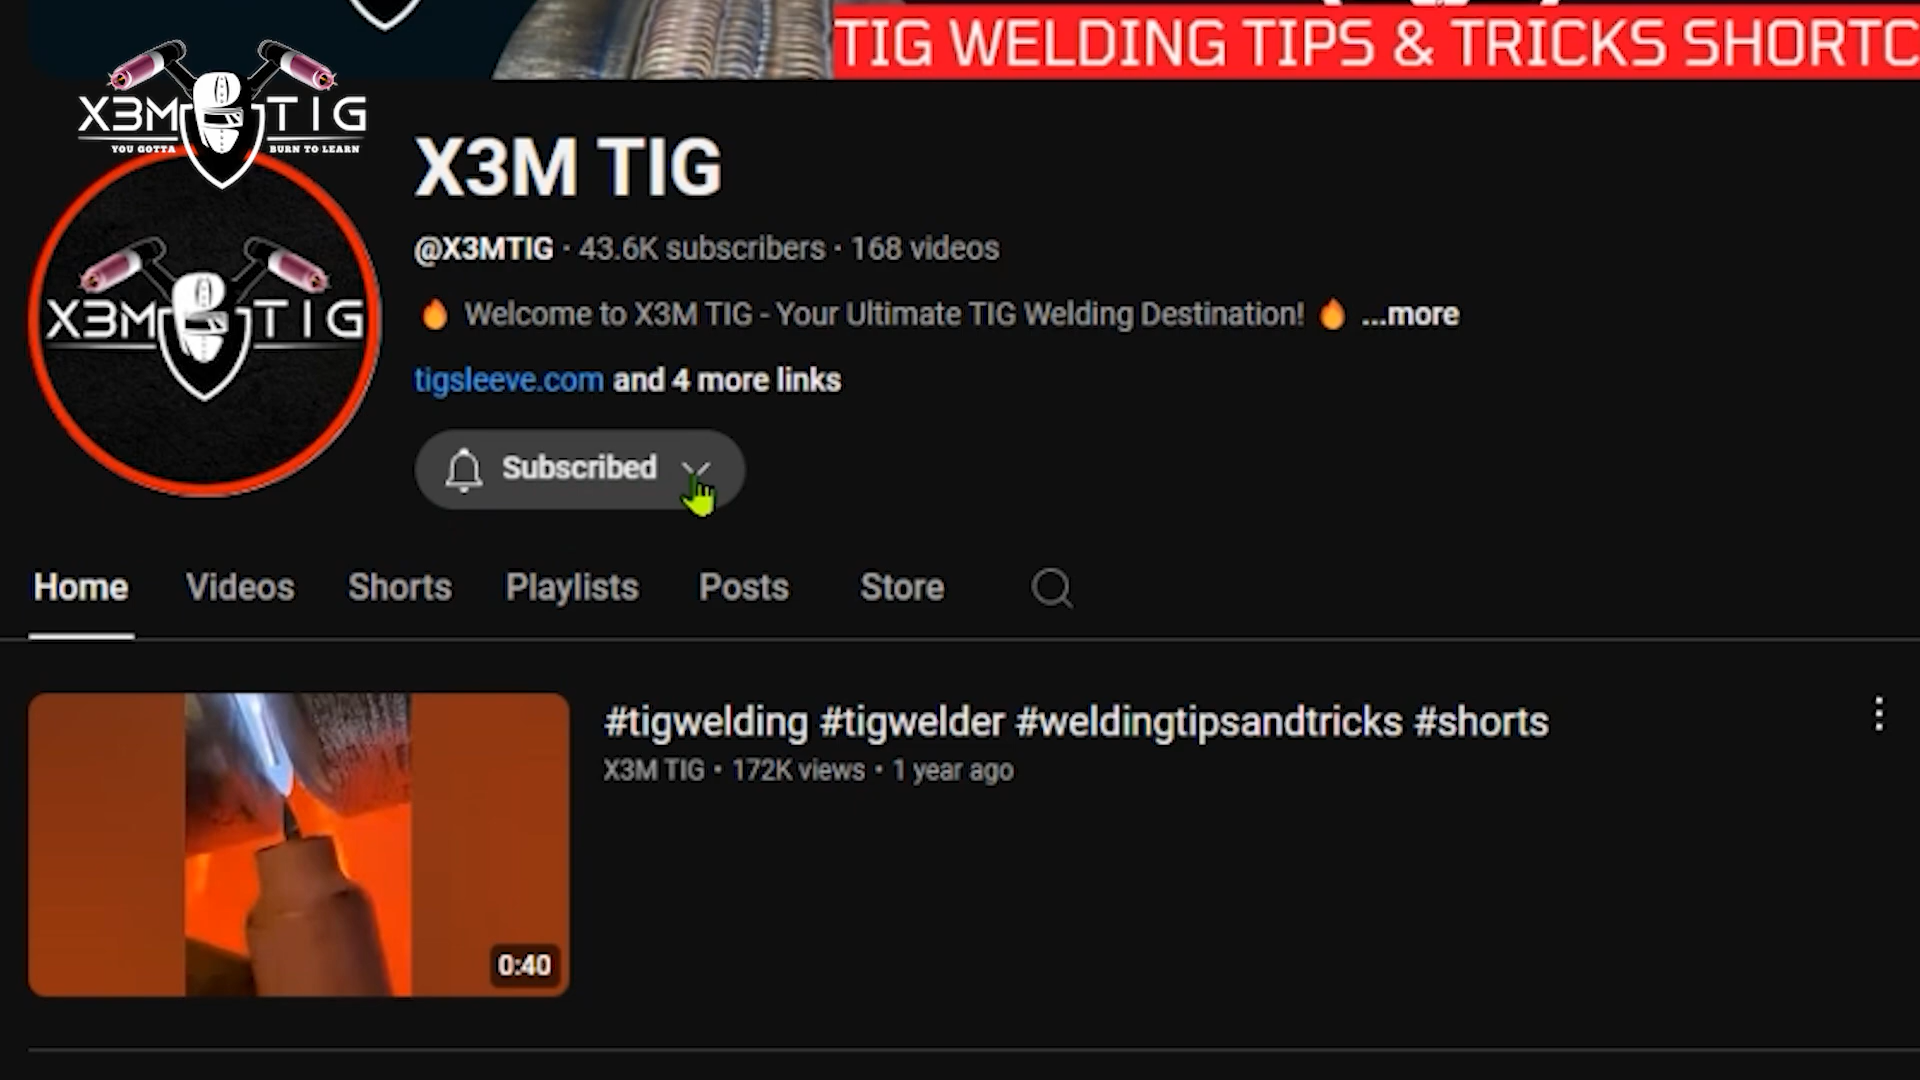 TIG WELDING TIPS & TRICKS SHORTC
X3M TIG
YOU GOTTA BURN TO LEARN
X3M TIG
X3M TIG
@X3MTIG · 43.6K subscribers · 168 videos
🔥 Welcome to X3M TIG - Your Ultimate TIG Welding Destination! 🔥 ...more
tigsleeve.com and 4 more links
Subscribed
Home Videos Shorts Playlists Posts Store
#tigwelding #tigwelder #weldingtipsandtricks #shorts
X3M TIG · 172K views · 1 year ago
0:40